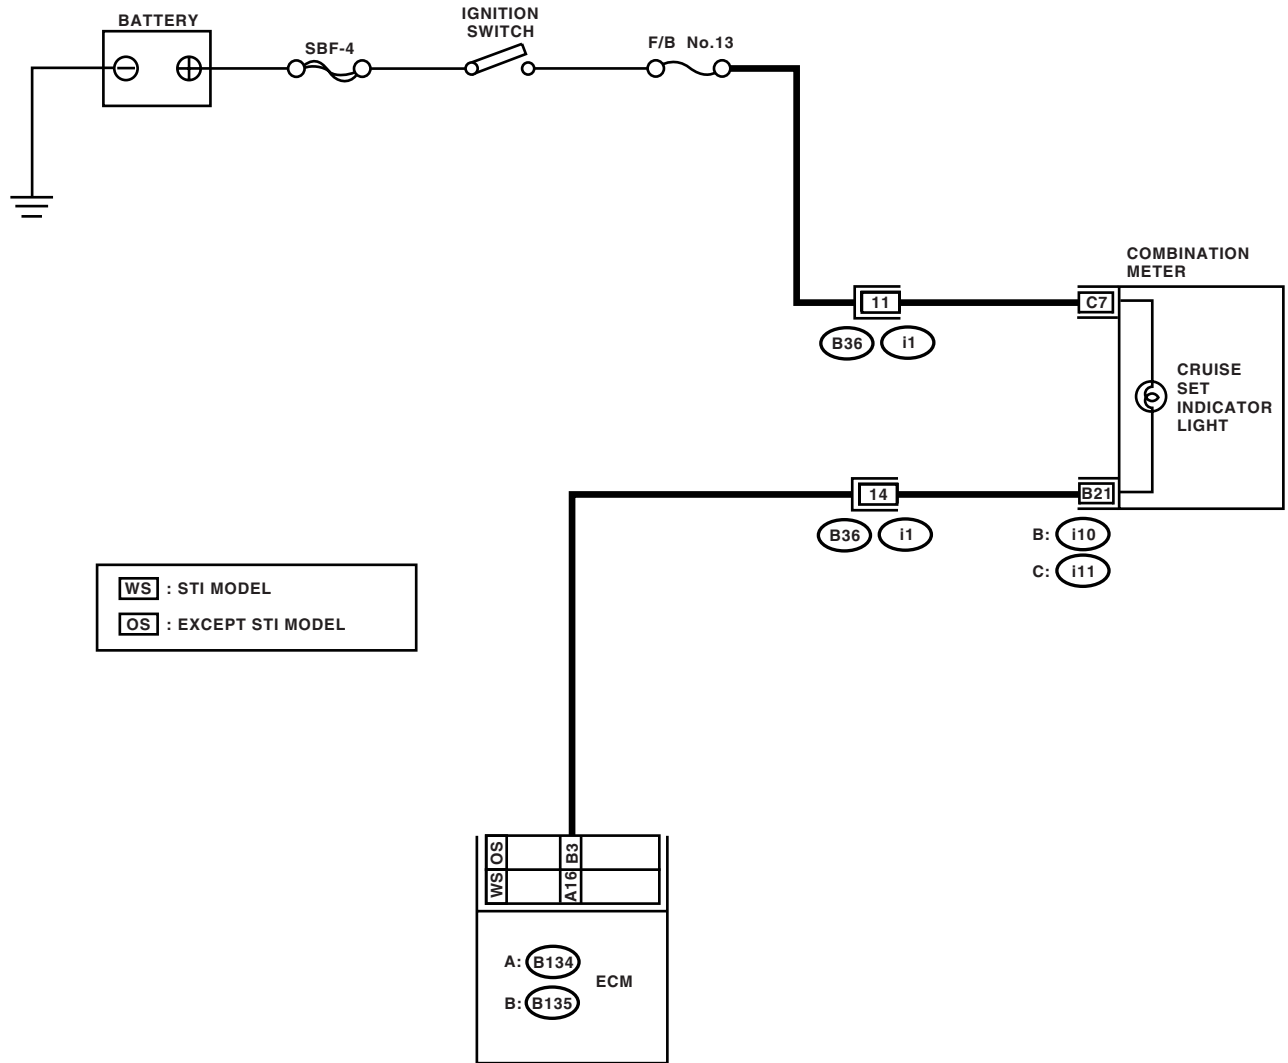 BATTERY
SBF-4
IGNITION
SWITCH
F/B No.13
COMBINATION
METER
11
C7
B36
i1
CRUISE
SET
INDICATOR
LIGHT
14
B21
B36
i1
B: i10
C: i11
WS : STI MODEL
OS : EXCEPT STI MODEL
OS B3
WS A16
A: B134
ECM
B: B135